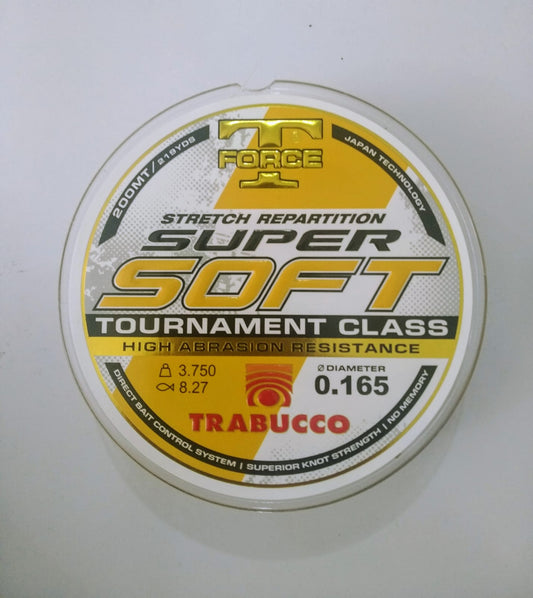 T
FORCE
200MT/219YDS
JAPAN TECHNOLOGY
STRETCH REPARTITION
SUPER
SOFT
TOURNAMENT CLASS
HIGH ABRASION RESISTANCE
3.750
8.27
Ø DIAMETER
0.165
TRABUCCO
DIRECT BAIT CONTROL SYSTEM | SUPERIOR KNOT STRENGTH | NO MEMORY